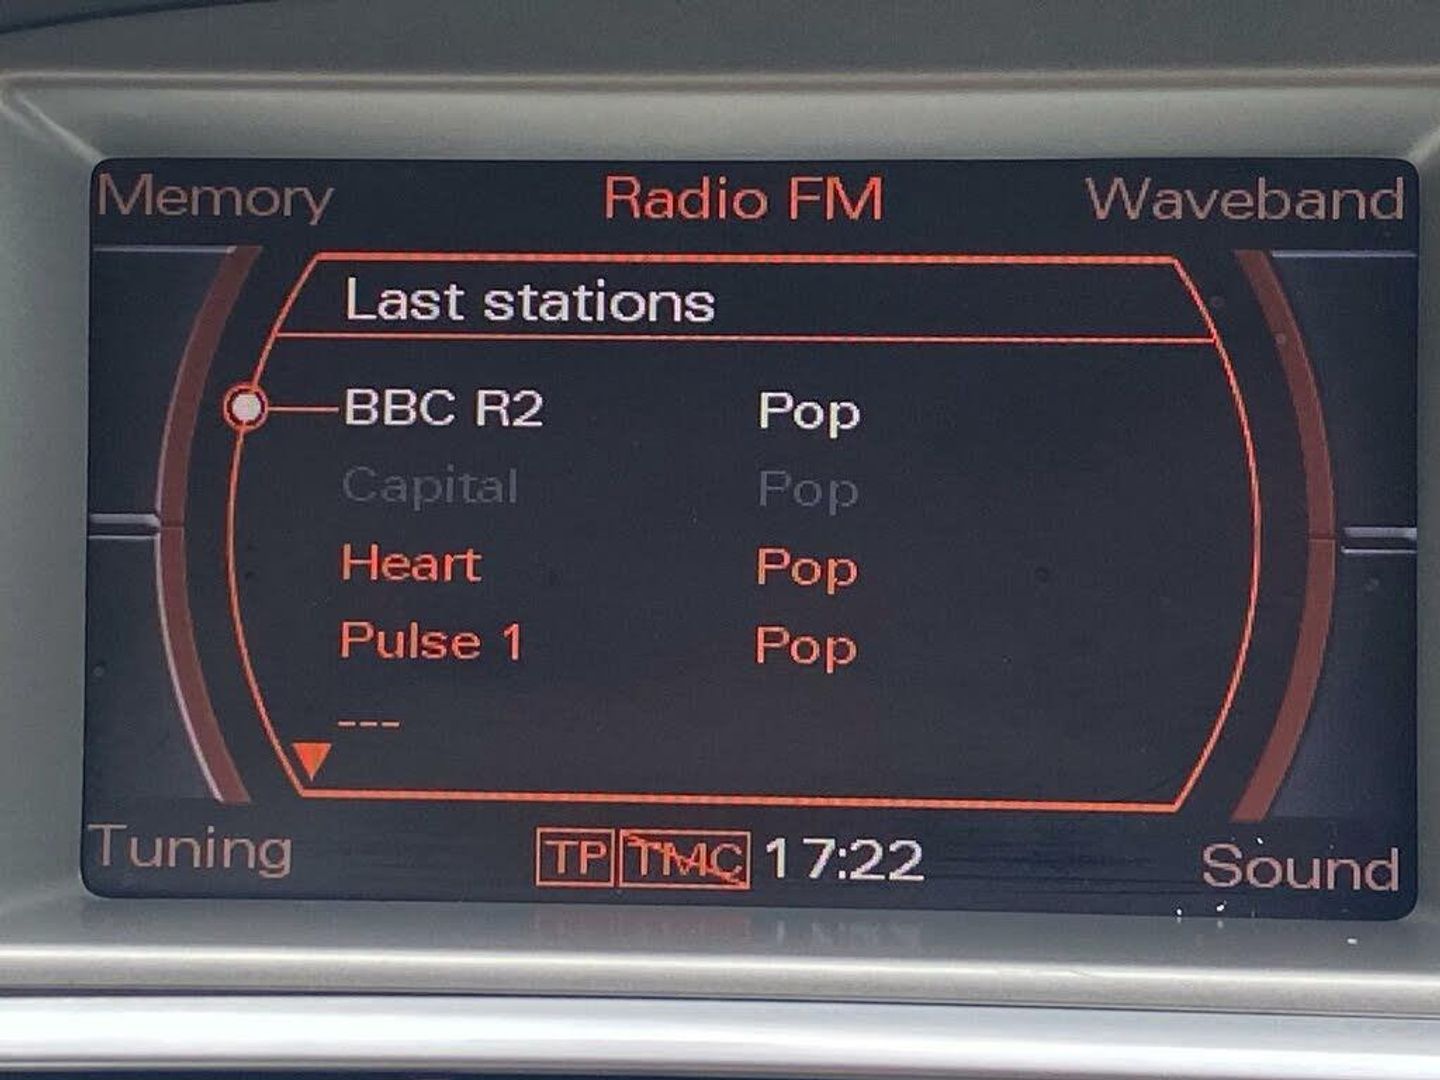 Memory Radio FM Waveband
Last stations
BBC R2 Pop
Capital Pop
Heart Pop
Pulse 1 Pop
---
Tuning TP TMC 17:22 Sound